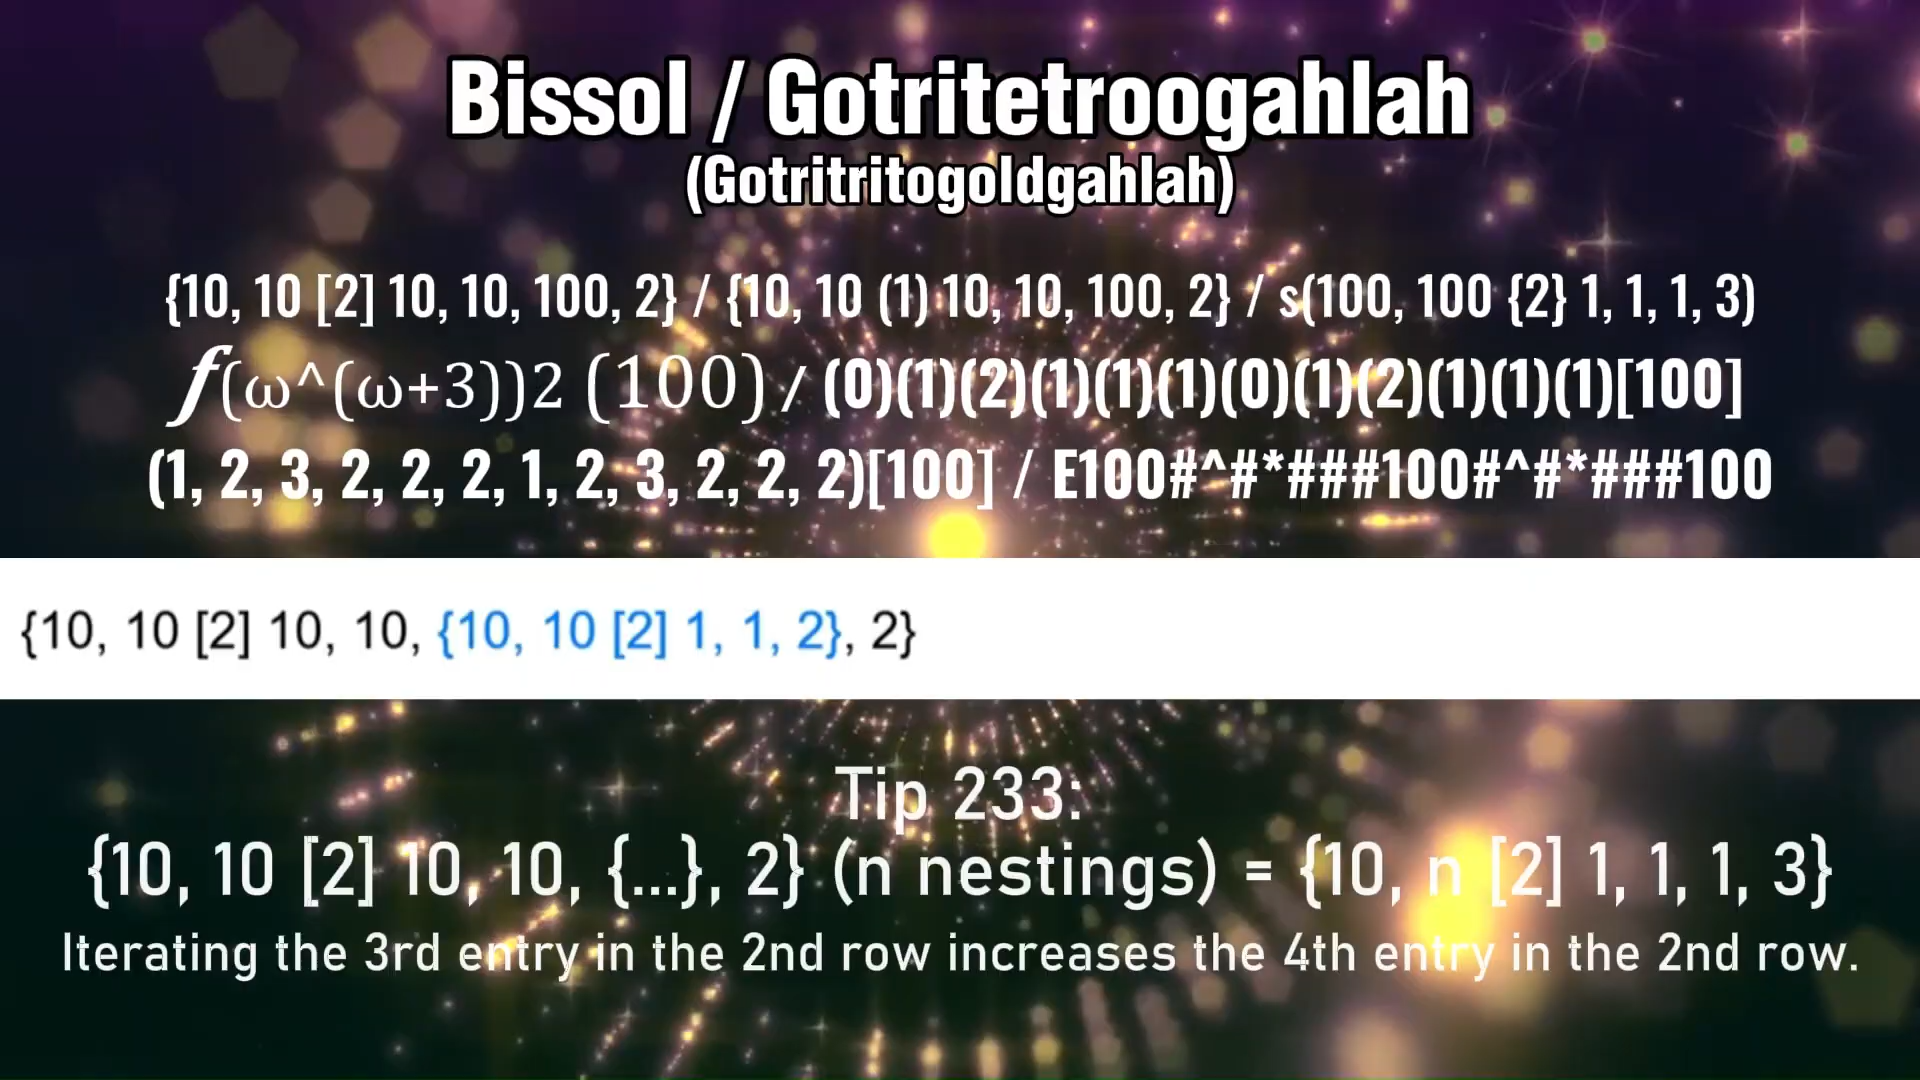 Bissol / Gotritetroogahlah
(Gotritritogoldgahlah)
{10, 10 [2] 10, 10, 100, 2} / {10, 10 (1) 10, 10, 100, 2} / s(100, 100 {2} 1, 1, 1, 3)
f(ω^(ω+3))2 (100) / (0)(1)(2)(1)(1)(1)(0)(1)(2)(1)(1)(1)[100]
(1, 2, 3, 2, 2, 2, 1, 2, 3, 2, 2, 2)[100] / E100#^#*###100#^#*###100
{10, 10 [2] 10, 10, {10, 10 [2] 1, 1, 2}, 2}
Tip 233:
{10, 10 [2] 10, 10, {...}, 2} (n nestings) = {10, n [2] 1, 1, 1, 3}
Iterating the 3rd entry in the 2nd row increases the 4th entry in the 2nd row.